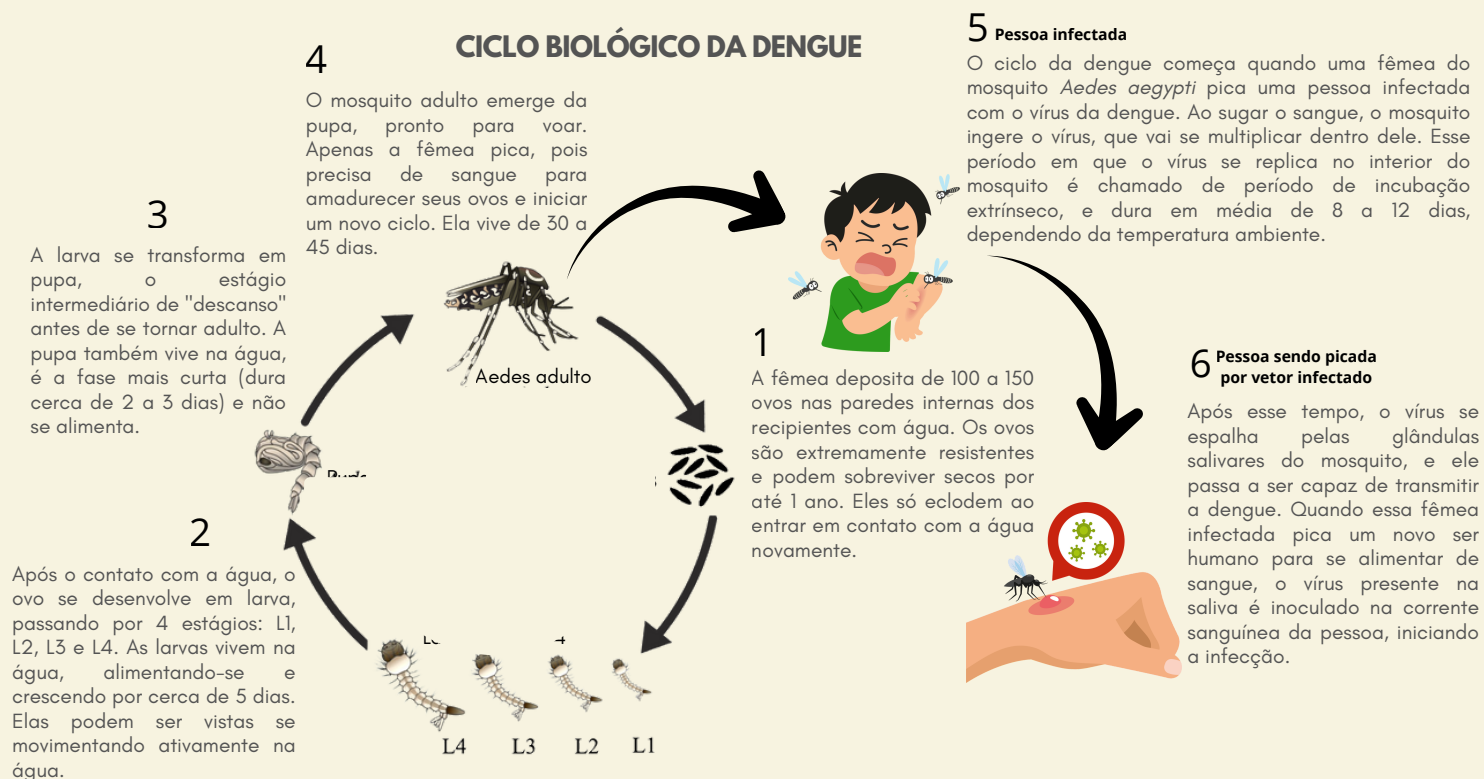 CICLO BIOLÓGICO DA DENGUE
1
A fêmea deposita de 100 a 150
ovos nas paredes internas dos
recipientes com água. Os ovos
são extremamente resistentes
e podem sobreviver secos por
até 1 ano. Eles só eclodem ao
entrar em contato com a água
novamente.
2
Após o contato com a água, o
ovo se desenvolve em larva,
passando por 4 estágios: L1,
L2, L3 e L4. As larvas vivem na
água, alimentando-se e
crescendo por cerca de 5 dias.
Elas podem ser vistas se
movimentando ativamente na
água.
3
A larva se transforma em
pupa, o estágio
intermediário de "descanso"
antes de se tornar adulto. A
pupa também vive na água,
é a fase mais curta (dura
cerca de 2 a 3 dias) e não
se alimenta.
4
O mosquito adulto emerge da
pupa, pronto para voar.
Apenas a fêmea pica, pois
precisa de sangue para
amadurecer seus ovos e iniciar
um novo ciclo. Ela vive de 30 a
45 dias.
Aedes adulto
L4 L3 L2 L1
5 Pessoa infectada
O ciclo da dengue começa quando uma fêmea do
mosquito Aedes aegypti pica uma pessoa infectada
com o vírus da dengue. Ao sugar o sangue, o mosquito
ingere o vírus, que vai se multiplicar dentro dele. Esse
período em que o vírus se replica no interior do
mosquito é chamado de período de incubação
extrínseco, e dura em média de 8 a 12 dias,
dependendo da temperatura ambiente.
6 Pessoa sendo picada
por vetor infectado
Após esse tempo, o vírus se
espalha pelas glândulas
salivares do mosquito, e ele
passa a ser capaz de transmitir
a dengue. Quando essa fêmea
infectada pica um novo ser
humano para se alimentar de
sangue, o vírus presente na
saliva é inoculado na corrente
sanguínea da pessoa, iniciando
a infecção.